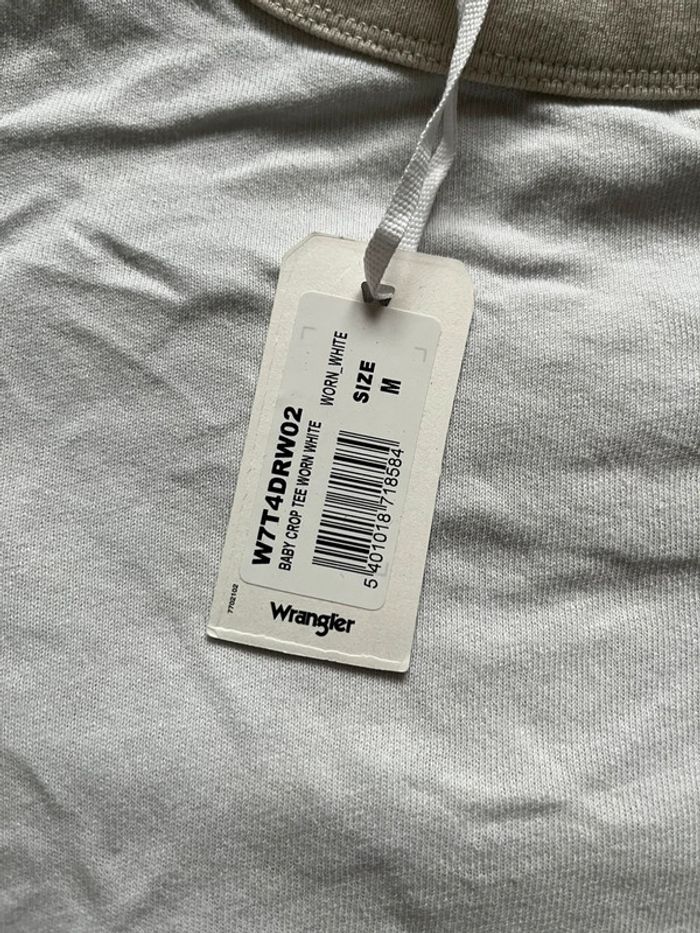 W7T4DRW02
BABY CROP TEE WORN WHITE
WORN_WHITE
SIZE
M
5 401018 718584
7702102
Wrangler